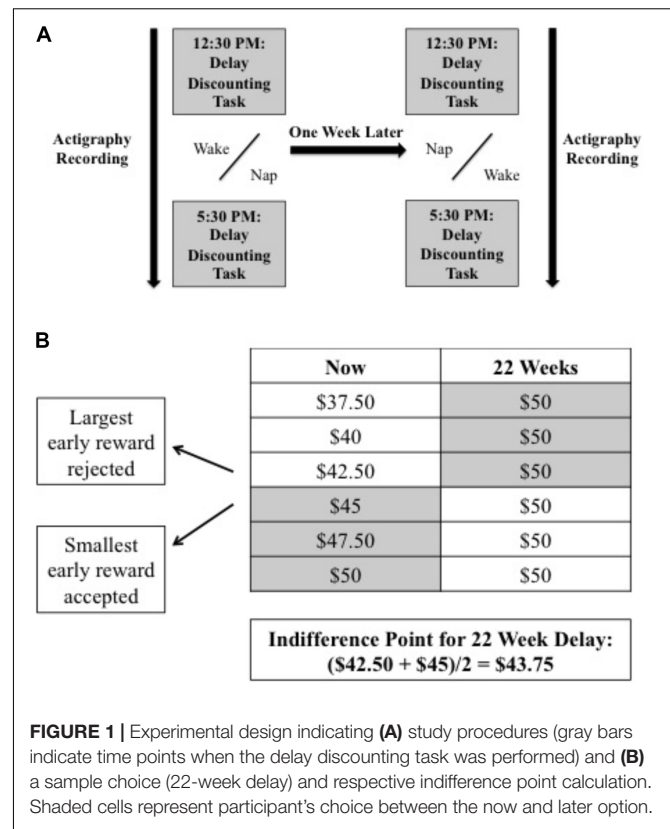 A
12:30 PM:
Delay
Discounting
Task
12:30 PM:
Delay
Discounting
Task
Actigraphy
Recording
Wake
Nap
One Week Later
Nap
Wake
Actigraphy
Recording
5:30 PM:
Delay
Discounting
Task
5:30 PM:
Delay
Discounting
Task
B
Largest
early reward
rejected
Smallest
early reward
accepted
Now 22 Weeks
$37.50 $50
$40 $50
$42.50 $50
$45 $50
$47.50 $50
$50 $50
Indifference Point for 22 Week Delay:
($42.50 + $45)/2 = $43.75
FIGURE 1 | Experimental design indicating (A) study procedures (gray bars
indicate time points when the delay discounting task was performed) and (B)
a sample choice (22-week delay) and respective indifference point calculation.
Shaded cells represent participant's choice between the now and later option.